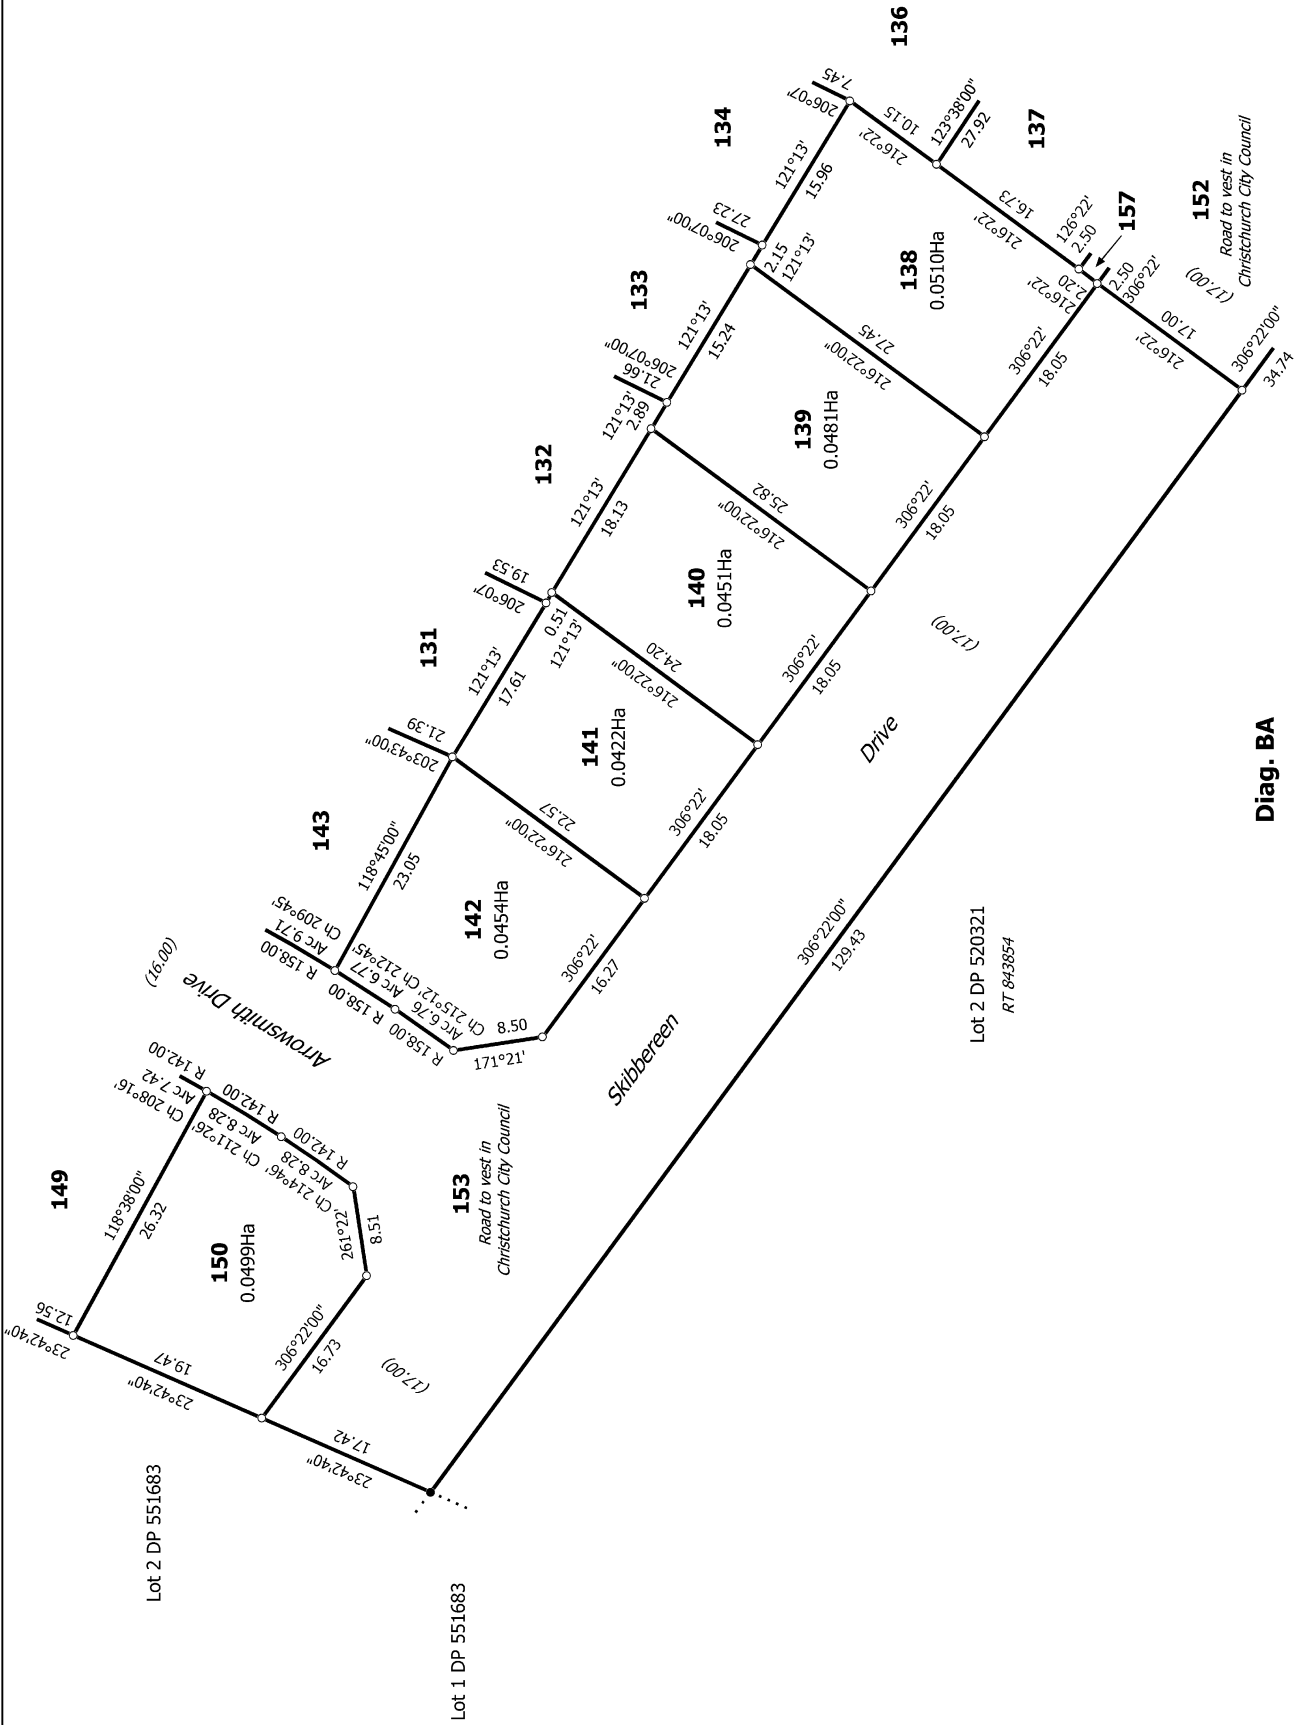 136
7.45
206°07'
134
10.15
216°22'
123°38'00"
27.92
137
121°13'
15.96
27.23
206°07'00"
2.15
121°13'
16.73
216°22'
126°22'
2.50
157
152
Road to vest in
Christchurch City Council
(17.00)
138
0.0510Ha
133
121°13'
15.24
206°07'00"
21.66
2.20
216°22'
2.50
306°22'
17.00
216°22'
306°22'00"
34.74
27.45
216°22'00"
306°22'
18.05
121°13'
2.89
139
0.0481Ha
132
121°13'
18.13
25.82
216°22'00"
306°22'
18.05
140
0.0451Ha
19.53
206°07'
0.51
121°13'
131
121°13'
17.61
24.20
216°22'00"
306°22'
18.05
(17.00)
141
0.0422Ha
21.39
203°43'00"
22.57
216°22'00"
306°22'
18.05
Drive
Diag. BA
143
118°45'00"
23.05
142
0.0454Ha
Ch 209°45'
Arc 9.71
R 158.00
Ch 212°45'
Arc 6.77
R 158.00
Ch 215°12'
Arc 6.76
R 158.00
306°22'
16.27
8.50
171°21'
306°22'00"
129.43
Lot 2 DP 520321
RT 843854
(16.00)
Arrowsmith Drive
Skibbereen
R 142.00
Arc 7.42
Ch 208°16'
R 142.00
Arc 8.28
Ch 211°26'
R 142.00
Arc 8.28
Ch 214°46'
149
118°38'00"
26.32
150
0.0499Ha
261°22'
8.51
153
Road to vest in
Christchurch City Council
12.56
23°42'40"
19.47
23°42'40"
306°22'00"
16.73
(17.00)
17.42
23°42'40"
Lot 2 DP 551683
Lot 1 DP 551683